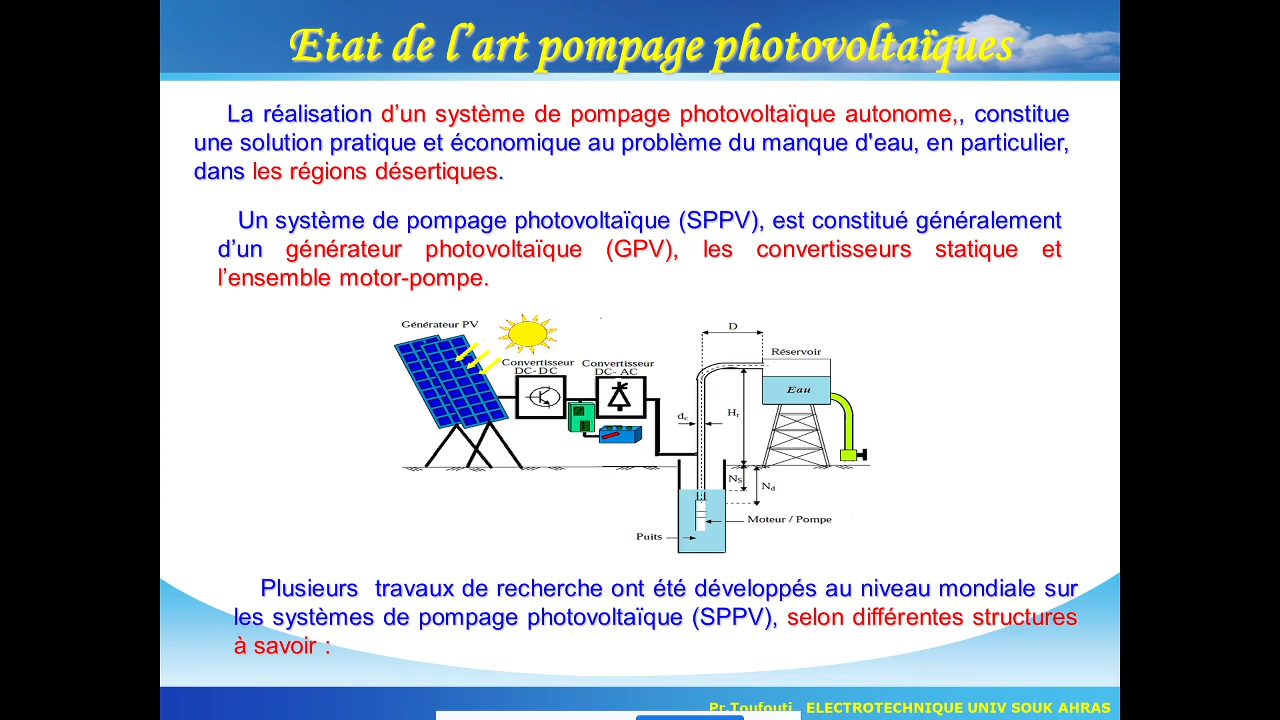 Etat de l’art pompage photovoltaïques
La réalisation d’un système de pompage photovoltaïque autonome,, constitue
une solution pratique et économique au problème du manque d'eau, en particulier,
dans les régions désertiques.
Un système de pompage photovoltaïque (SPPV), est constitué généralement
d’un générateur photovoltaïque (GPV), les convertisseurs statique et
l’ensemble motor-pompe.
Générateur PV
Convertisseur
DC-DC
Convertisseur
DC- AC
D
Réservoir
Eau
dc
Hr
NS
Nd
Moteur / Pompe
Puits
Plusieurs travaux de recherche ont été développés au niveau mondiale sur
les systèmes de pompage photovoltaïque (SPPV), selon différentes structures
à savoir :
Pr.Toufouti ELECTROTECHNIQUE UNIV SOUK AHRAS